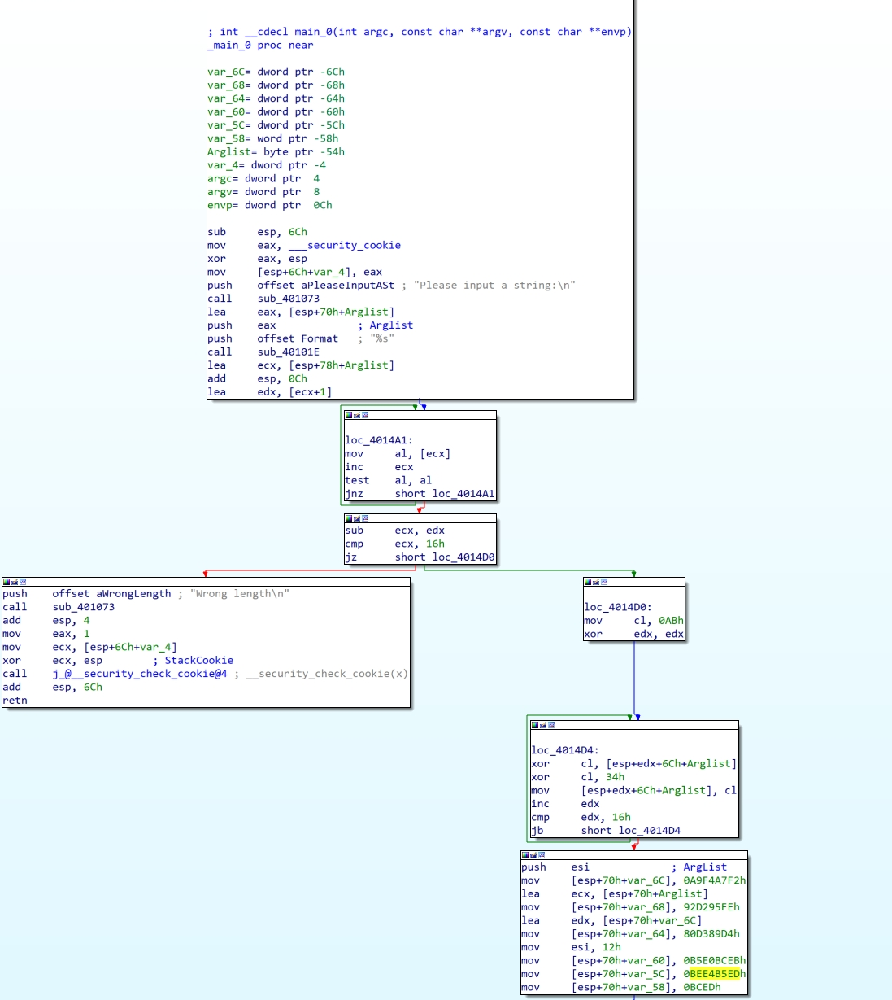 ; int __cdecl main_0(int argc, const char **argv, const char **envp)
_main_0 proc near
var_6C= dword ptr -6Ch
var_68= dword ptr -68h
var_64= dword ptr -64h
var_60= dword ptr -60h
var_5C= dword ptr -5Ch
var_58= word ptr -58h
Arglist= byte ptr -54h
var_4= dword ptr -4
argc= dword ptr  4
argv= dword ptr  8
envp= dword ptr  0Ch
sub     esp, 6Ch
mov     eax, ___security_cookie
xor     eax, esp
mov     [esp+6Ch+var_4], eax
push    offset aPleaseInputASt ; "Please input a string:\n"
call    sub_401073
lea     eax, [esp+70h+Arglist]
push    eax             ; Arglist
push    offset Format   ; "%s"
call    sub_40101E
lea     ecx, [esp+78h+Arglist]
add     esp, 0Ch
lea     edx, [ecx+1]
loc_4014A1:
mov     al, [ecx]
inc     ecx
test    al, al
jnz     short loc_4014A1
sub     ecx, edx
cmp     ecx, 16h
jz      short loc_4014D0
push    offset aWrongLength ; "Wrong length\n"
call    sub_401073
add     esp, 4
mov     eax, 1
mov     ecx, [esp+6Ch+var_4]
xor     ecx, esp        ; StackCookie
call    j_@__security_check_cookie@4 ; __security_check_cookie(x)
add     esp, 6Ch
retn
loc_4014D0:
mov     cl, 0ABh
xor     edx, edx
loc_4014D4:
xor     cl, [esp+edx+6Ch+Arglist]
xor     cl, 34h
mov     [esp+edx+6Ch+Arglist], cl
inc     edx
cmp     edx, 16h
jb      short loc_4014D4
push    esi             ; ArgList
mov     [esp+70h+var_6C], 0A9F4A7F2h
lea     ecx, [esp+70h+Arglist]
mov     [esp+70h+var_68], 92D295FEh
lea     edx, [esp+70h+var_6C]
mov     [esp+70h+var_64], 80D389D4h
mov     esi, 12h
mov     [esp+70h+var_60], 0B5E0BCEBh
mov     [esp+70h+var_5C], 0BEE4B5EDh
mov     [esp+70h+var_58], 0BCEDh